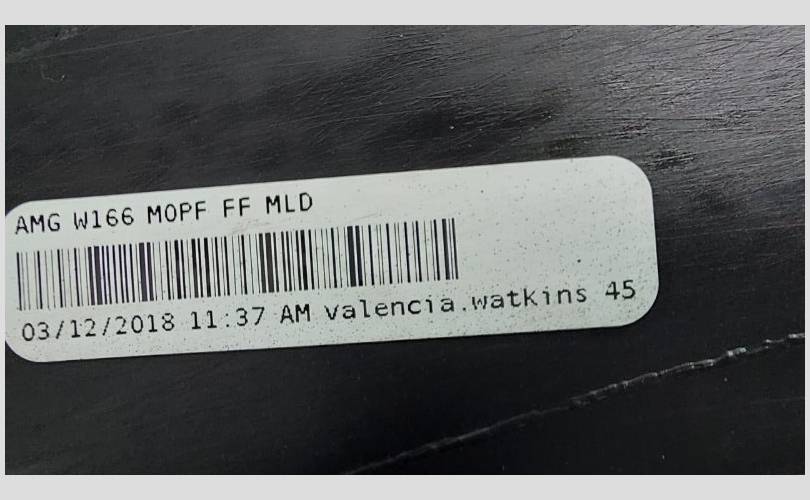 AMG W166 MOPF FF MLD
03/12/2018 11:37 AM valencia.watkins 45